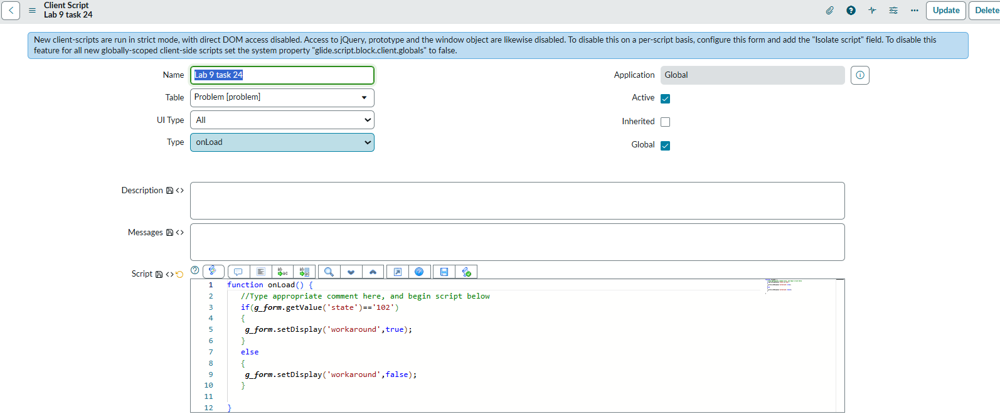 Client Script
Lab 9 task 24
Update
Delete
New client-scripts are run in strict mode, with direct DOM access disabled. Access to jQuery, prototype and the window object are likewise disabled. To disable this on a per-script basis, configure this form and add the "Isolate script" field. To disable this
feature for all new globally-scoped client-side scripts set the system property "glide.script.block.client.globals" to false.
Name Lab 9 task 24
Application Global
Table Problem [problem]
Active
UI Type All
Inherited
Type onLoad
Global
Description
Messages
Script
1 function onLoad() {
2 //Type appropriate comment here, and begin script below
3 if(g_form.getValue('state')=='102')
4 {
5 g_form.setDisplay('workaround',true);
6 }
7 else
8 {
9 g_form.setDisplay('workaround',false);
10 }
11
12 }